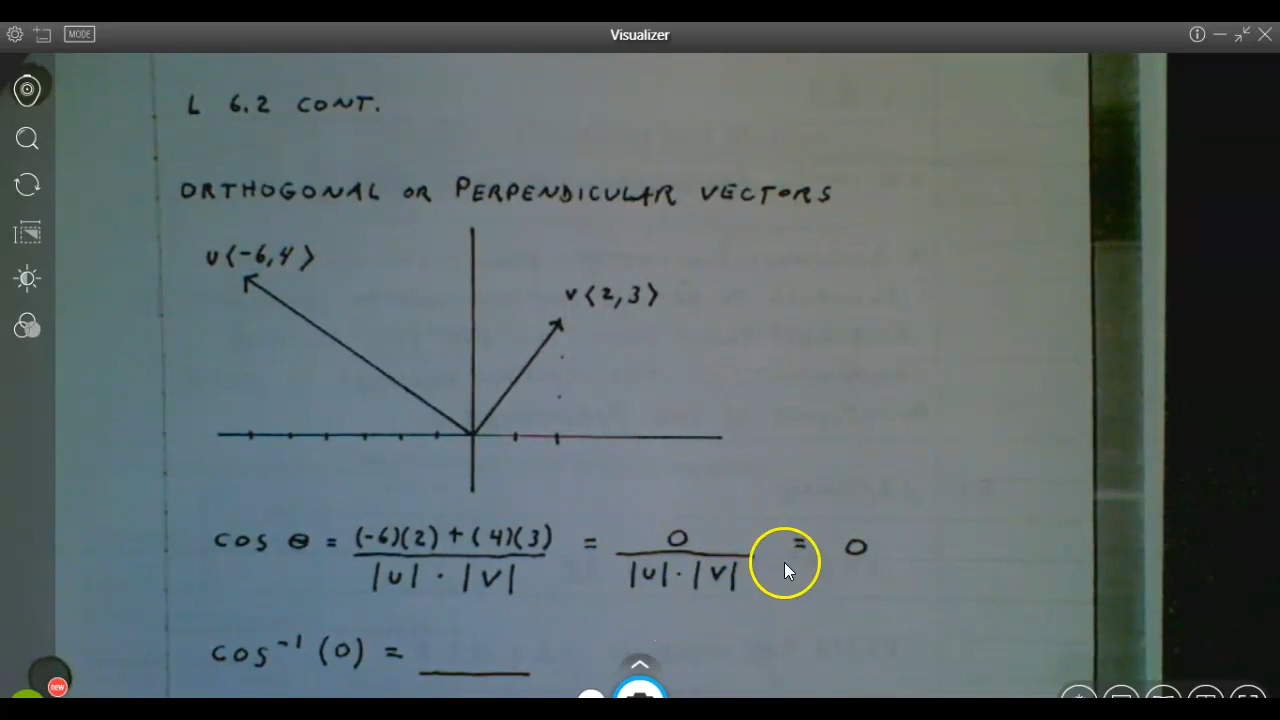 Visualizer
MODE
L 6.2 CONT.
ORTHOGONAL OR PERPENDICULAR VECTORS
u⟨-6,4⟩
v⟨2,3⟩
cos θ = (-6)(2) + (4)(3) / |u| · |v| = 0 / |u| · |v| = 0
cos⁻¹ (0) = ____
new